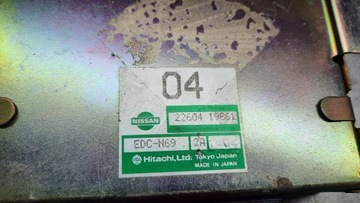 04
NISSAN
22604 19B61
EDC-N69 2A
Hitachi, Ltd. Tokyo Japan
MADE IN JAPAN